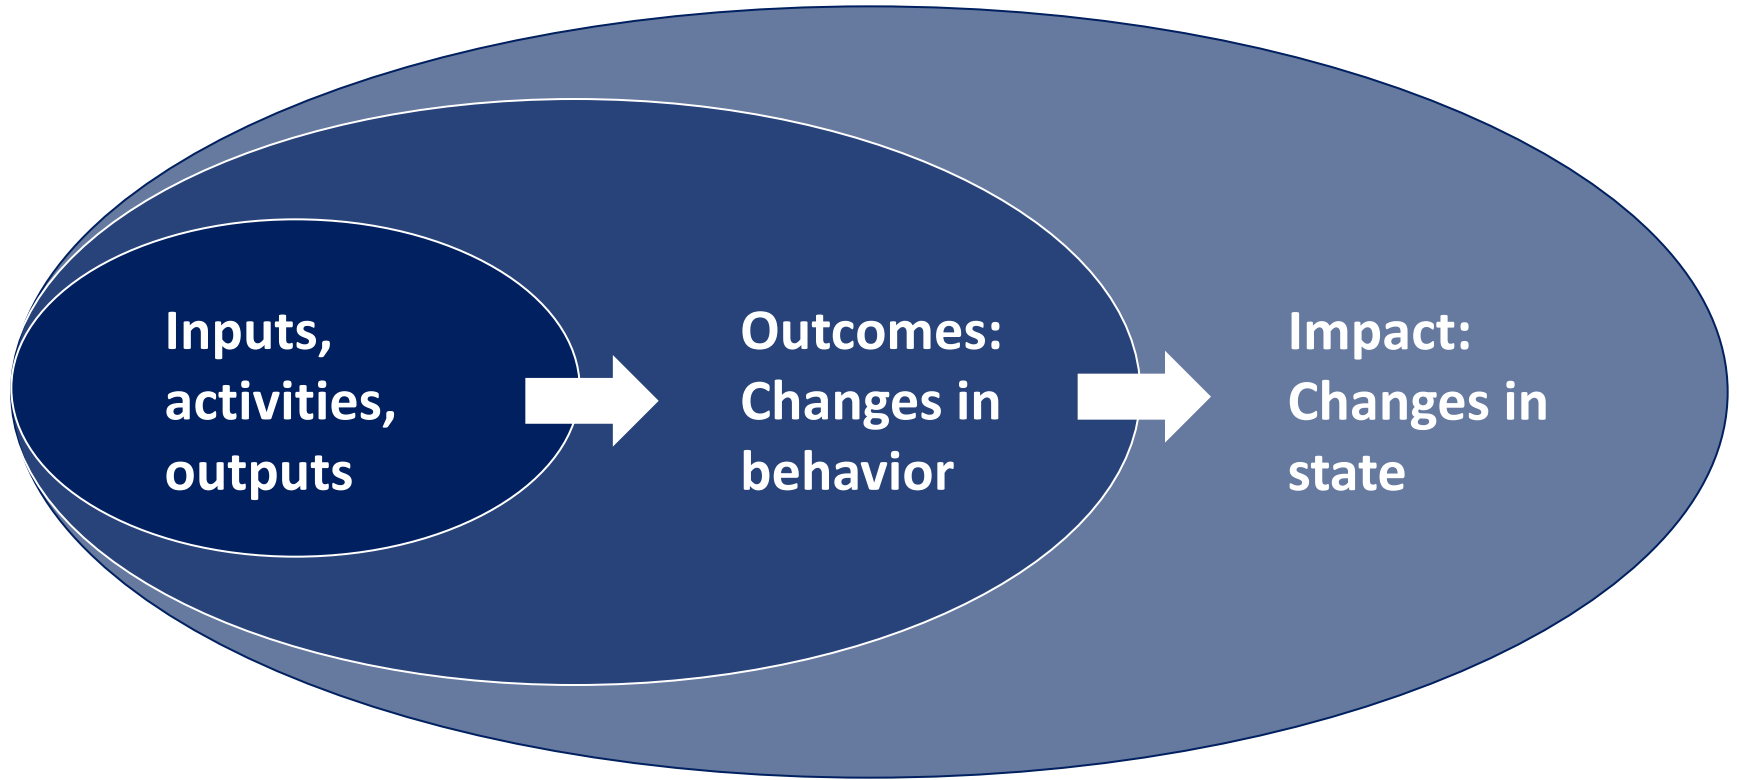 Inputs,
activities,
outputs
Outcomes:
Changes in
behavior
Impact:
Changes in
state